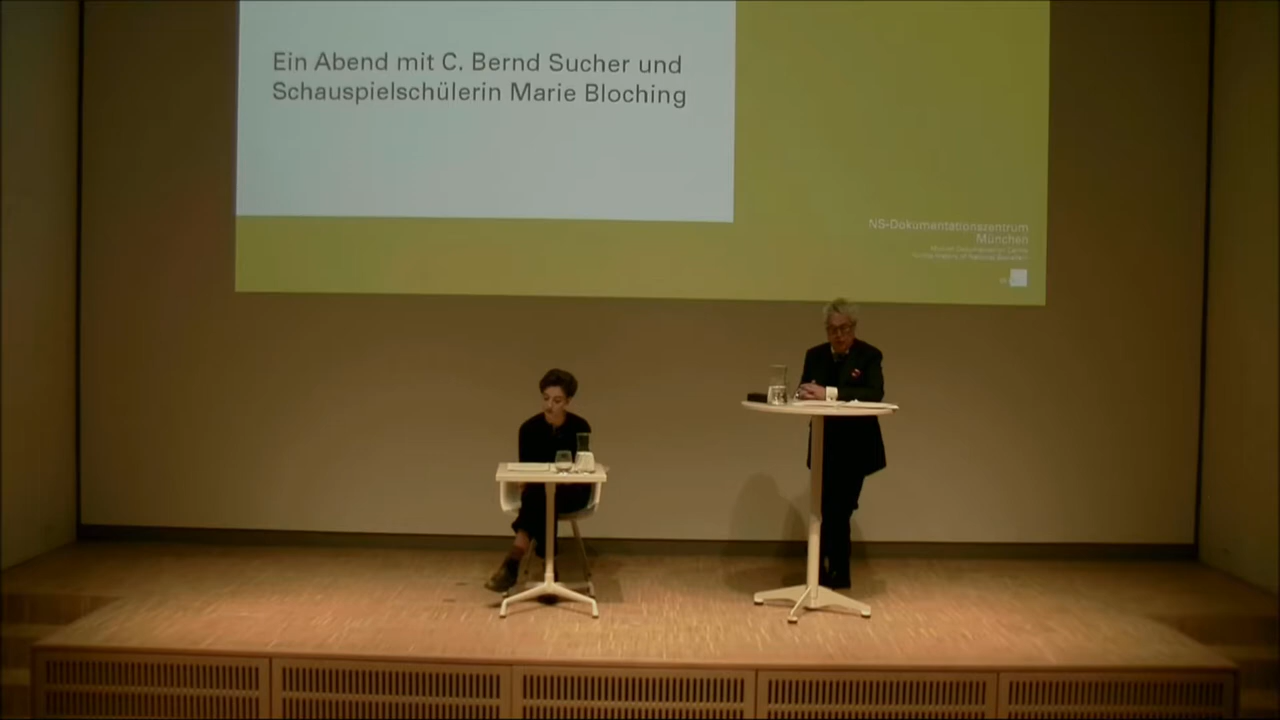 Ein Abend mit C. Bernd Sucher und
Schauspielschülerin Marie Bloching
NS-Dokumentationszentrum
München